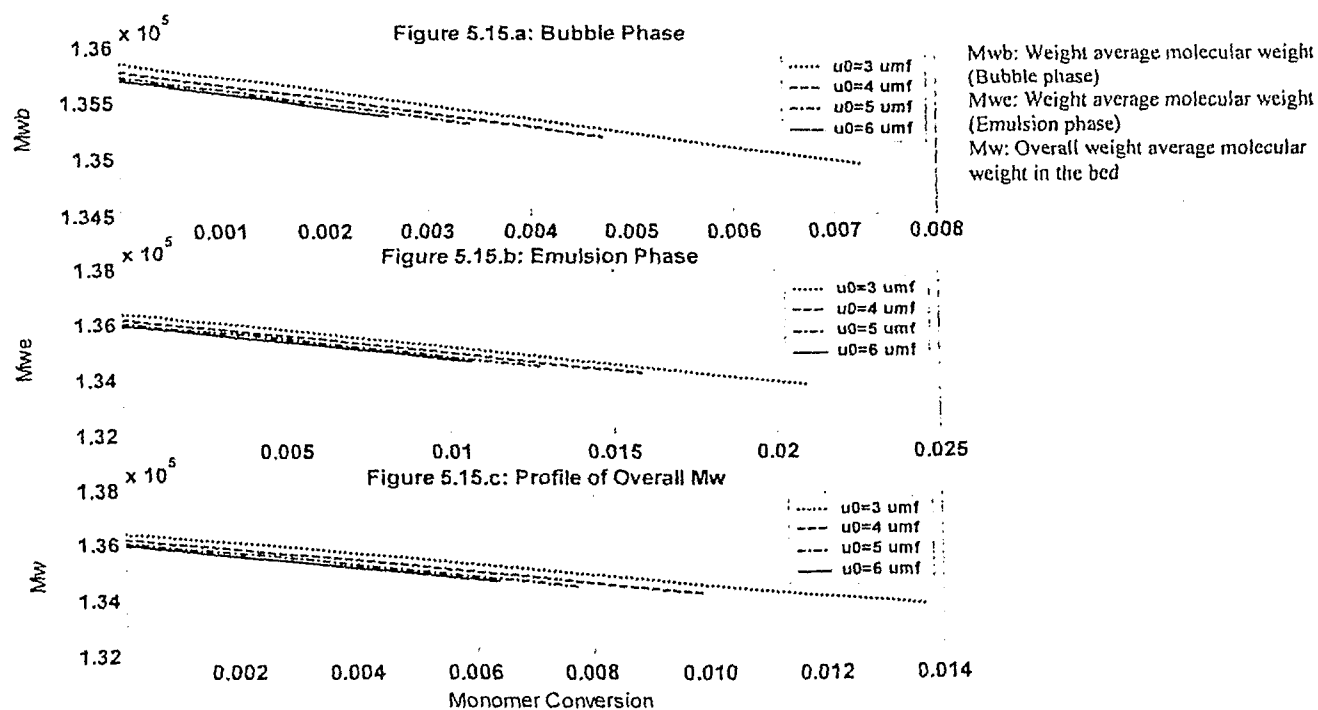 Figure 5.15.a: Bubble Phase
x 10^5
1.36
1.355
1.35
1.345
Mwb
u0=3 umf
u0=4 umf
u0=5 umf
u0=6 umf
0.001 0.002 0.003 0.004 0.005 0.006 0.007 0.008
Mwb: Weight average molecular weight
(Bubble phase)
Mwe: Weight average molecular weight
(Emulsion phase)
Mw: Overall weight average molecular
weight in the bed
Figure 5.15.b: Emulsion Phase
x 10^5
1.38
1.36
1.34
1.32
Mwe
u0=3 umf
u0=4 umf
u0=5 umf
u0=6 umf
0.005 0.01 0.015 0.02 0.025
Figure 5.15.c: Profile of Overall Mw
x 10^5
1.38
1.36
1.34
1.32
Mw
u0=3 umf
u0=4 umf
u0=5 umf
u0=6 umf
0.002 0.004 0.006 0.008 0.010 0.012 0.014
Monomer Conversion